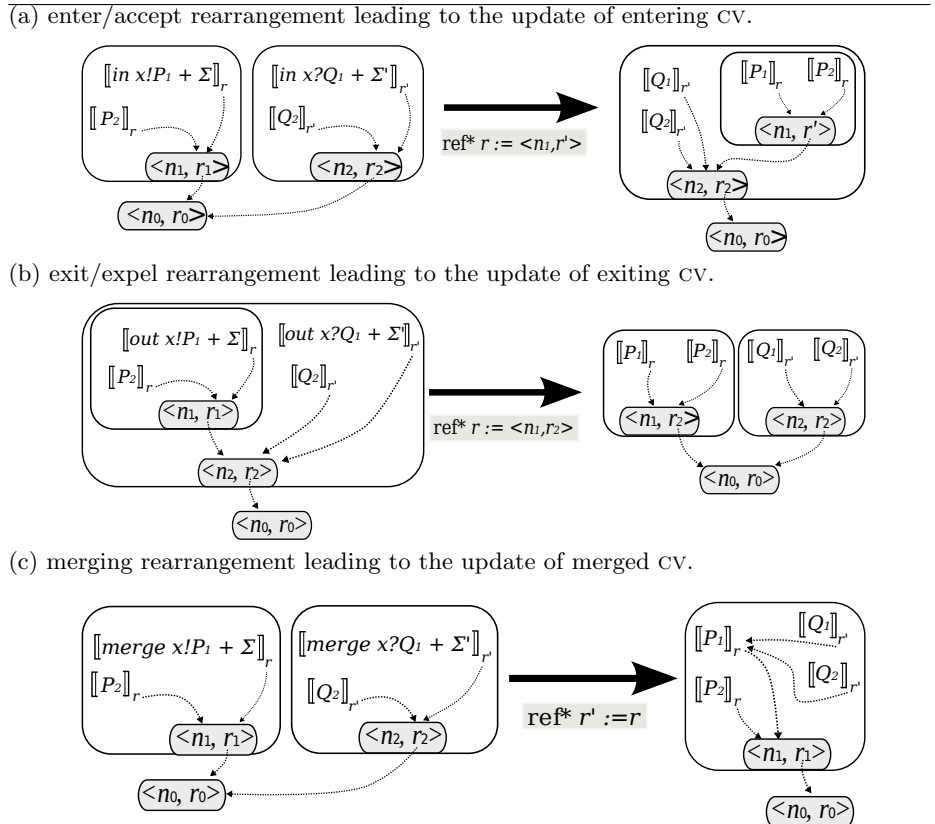 (a) enter/accept rearrangement leading to the update of entering CV.
⟦in x!P₁ + Σ⟧r
⟦in x?Q₁ + Σ'⟧r'
⟦P₂⟧r
⟦Q₂⟧r'
<n₁, r₁>
<n₂, r₂>
<n₀, r₀>
ref* r := <n₁,r'>
⟦Q₁⟧r'
⟦P₁⟧r
⟦P₂⟧r
⟦Q₂⟧r'
<n₁, r'>
<n₂, r₂>
<n₀, r₀>
(b) exit/expel rearrangement leading to the update of exiting CV.
⟦out x!P₁ + Σ⟧r
⟦out x?Q₁ + Σ'⟧r'
⟦P₂⟧r
⟦Q₂⟧r'
<n₁, r₁>
<n₂, r₂>
<n₀, r₀>
ref* r := <n₁,r₂>
⟦P₁⟧r
⟦P₂⟧r
⟦Q₁⟧r'
⟦Q₂⟧r'
<n₁, r₂>
<n₂, r₂>
<n₀, r₀>
(c) merging rearrangement leading to the update of merged CV.
⟦merge x!P₁ + Σ⟧r
⟦merge x?Q₁ + Σ'⟧r'
⟦P₂⟧r
⟦Q₂⟧r'
<n₁, r₁>
<n₂, r₂>
<n₀, r₀>
ref* r' :=r
⟦P₁⟧r
⟦Q₁⟧r'
⟦P₂⟧r
⟦Q₂⟧r'
<n₁, r₁>
<n₀, r₀>